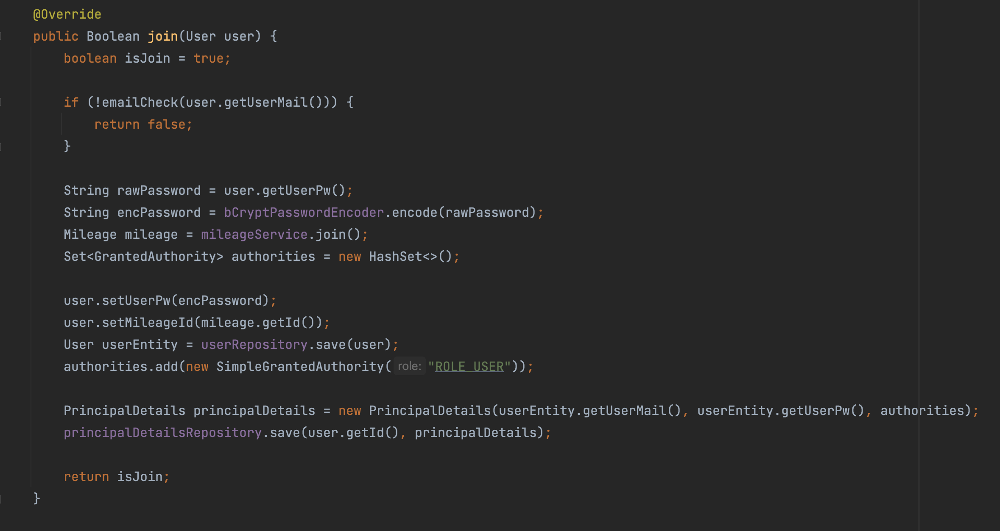 @Override
public Boolean join(User user) {
boolean isJoin = true;
if (!emailCheck(user.getUserMail())) {
return false;
}
String rawPassword = user.getUserPw();
String encPassword = bCryptPasswordEncoder.encode(rawPassword);
Mileage mileage = mileageService.join();
Set<GrantedAuthority> authorities = new HashSet<>();
user.setUserPw(encPassword);
user.setMileageId(mileage.getId());
User userEntity = userRepository.save(user);
authorities.add(new SimpleGrantedAuthority( role: "ROLE_USER"));
PrincipalDetails principalDetails = new PrincipalDetails(userEntity.getUserMail(), userEntity.getUserPw(), authorities);
principalDetailsRepository.save(user.getId(), principalDetails);
return isJoin;
}